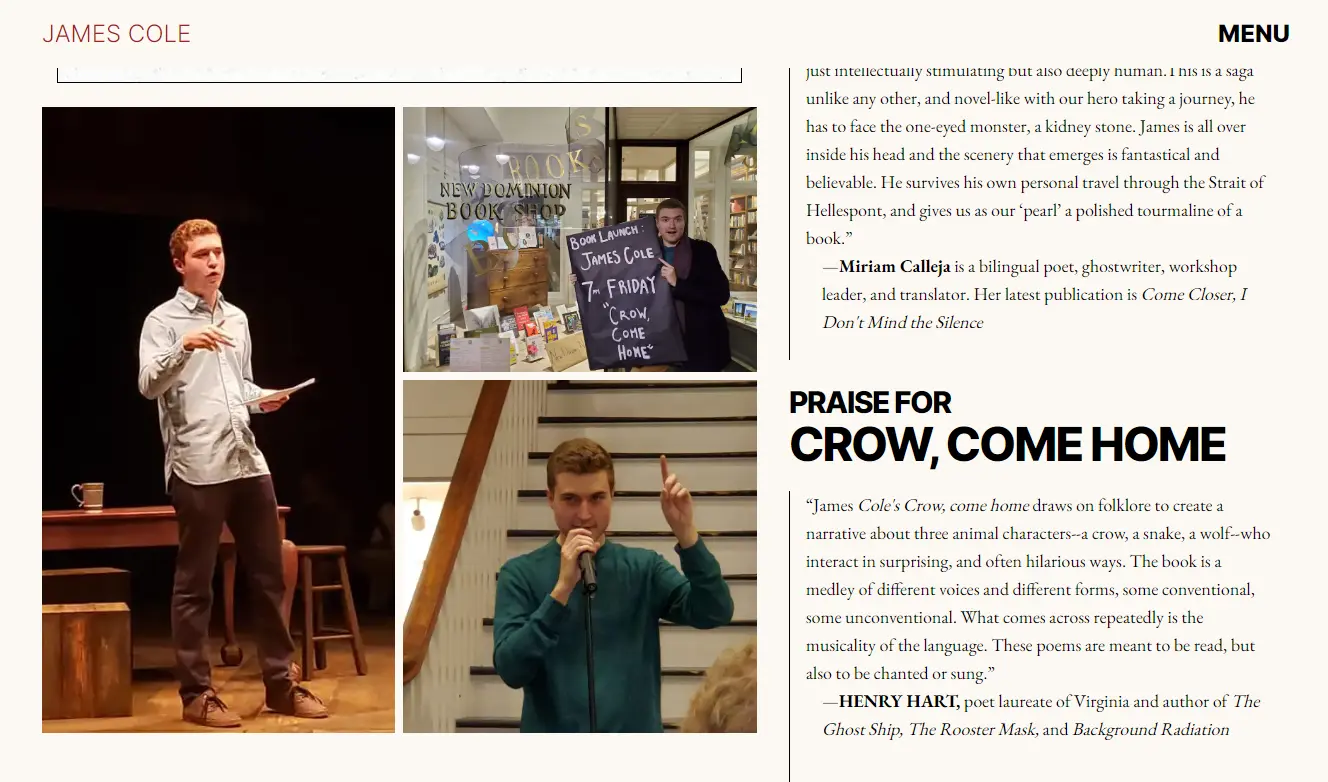 JAMES COLE
MENU
just intellectually stimulating but also deeply human.This is a saga
unlike any other, and novel-like with our hero taking a journey, he
has to face the one-eyed monster, a kidney stone. James is all over
inside his head and the scenery that emerges is fantastical and
believable. He survives his own personal travel through the Strait of
Hellespont, and gives us as our ‘pearl’ a polished tourmaline of a
book.”
—Miriam Calleja is a bilingual poet, ghostwriter, workshop
leader, and translator. Her latest publication is Come Closer, I
Don't Mind the Silence
BOOKS
NEW DOMINION
BOOK SHOP
BOOK LAUNCH:
JAMES COLE
7TH FRIDAY
"CROW,
COME
HOME"
PRAISE FOR
CROW, COME HOME
“James Cole's Crow, come home draws on folklore to create a
narrative about three animal characters--a crow, a snake, a wolf--who
interact in surprising, and often hilarious ways. The book is a
medley of different voices and different forms, some conventional,
some unconventional. What comes across repeatedly is the
musicality of the language. These poems are meant to be read, but
also to be chanted or sung.”
—HENRY HART, poet laureate of Virginia and author of The
Ghost Ship, The Rooster Mask, and Background Radiation